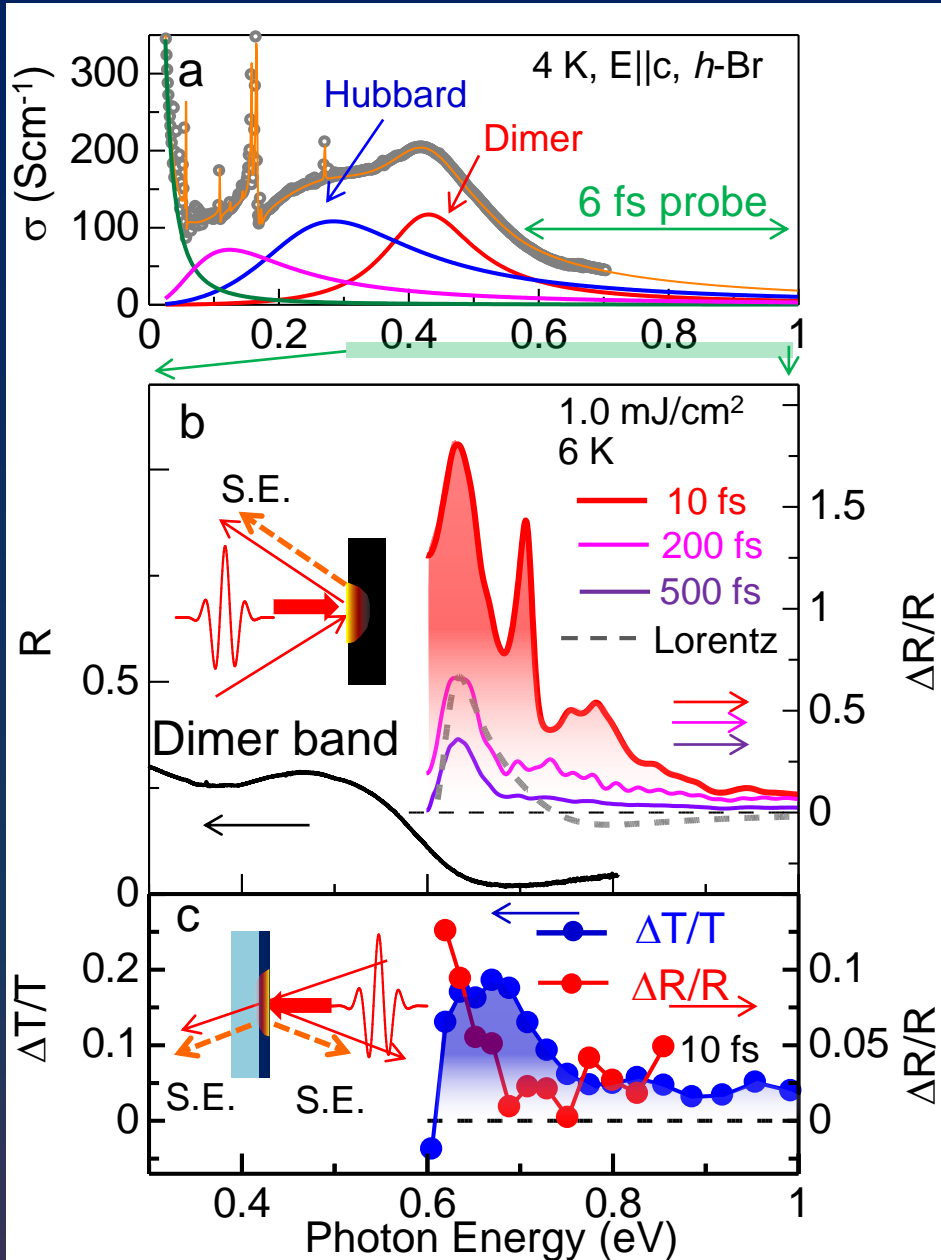 a
4 K, E||c, h-Br
Hubbard
Dimer
6 fs probe
σ (Scm⁻¹)
300
200
100
0
0 0.2 0.4 0.6 0.8 1
b
1.0 mJ/cm²
6 K
S.E.
10 fs
200 fs
500 fs
Lorentz
R
0.5
0
Dimer band
1.5
1
0.5
0
ΔR/R
c
ΔT/T
ΔR/R
10 fs
S.E. S.E.
ΔT/T
0.2
0.1
0
0.1
0.05
0
ΔR/R
0.4 0.6 0.8 1
Photon Energy (eV)